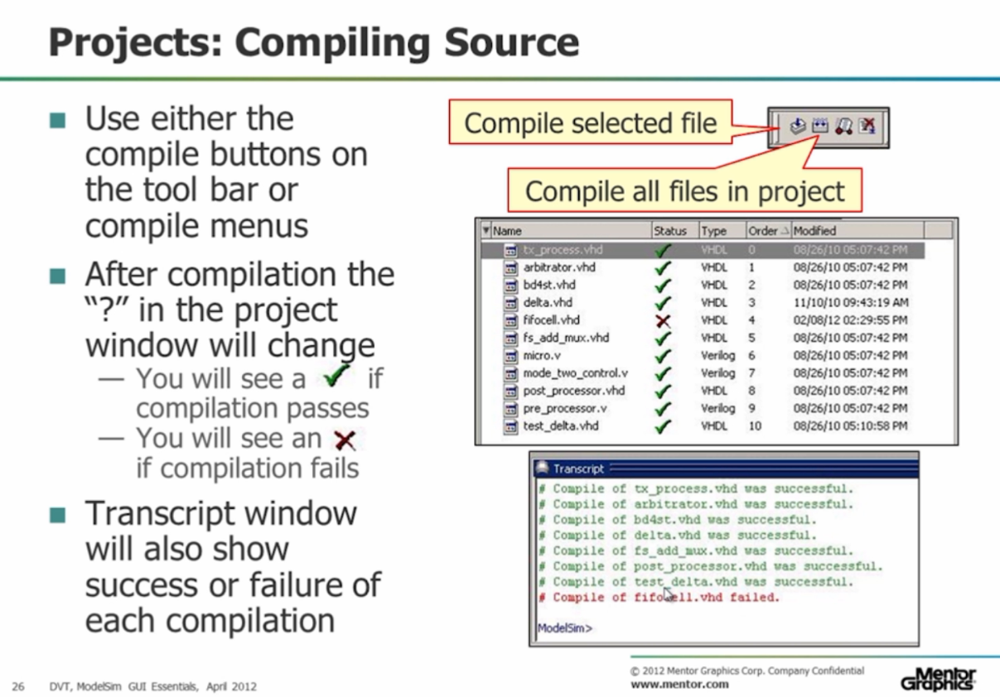 Projects: Compiling Source
Use either the
compile buttons on
the tool bar or
compile menus
After compilation the
“?” in the project
window will change
— You will see a if
compilation passes
— You will see an
if compilation fails
Transcript window
will also show
success or failure of
each compilation
Compile selected file
Compile all files in project
Name Status Type Order Modified
tx_process.vhd VHDL 0 08/26/10 05:07:42 PM
arbitrator.vhd VHDL 1 08/26/10 05:07:42 PM
bd4st.vhd VHDL 2 08/26/10 05:07:42 PM
delta.vhd VHDL 3 11/10/10 09:43:19 AM
fifocell.vhd VHDL 4 02/08/12 02:29:55 PM
fs_add_mux.vhd VHDL 5 08/26/10 05:07:42 PM
micro.v Verilog 6 08/26/10 05:07:42 PM
mode_two_control.v Verilog 7 08/26/10 05:07:42 PM
post_processor.vhd VHDL 8 08/26/10 05:07:42 PM
pre_processor.v Verilog 9 08/26/10 05:07:42 PM
test_delta.vhd VHDL 10 08/26/10 05:10:58 PM
Transcript
# Compile of tx_process.vhd was successful.
# Compile of arbitrator.vhd was successful.
# Compile of bd4st.vhd was successful.
# Compile of delta.vhd was successful.
# Compile of fs_add_mux.vhd was successful.
# Compile of post_processor.vhd was successful.
# Compile of test_delta.vhd was successful.
# Compile of fifocell.vhd failed.
ModelSim>
26 DVT, ModelSim GUI Essentials, April 2012
© 2012 Mentor Graphics Corp. Company Confidential
www.mentor.com
Mentor
Graphics